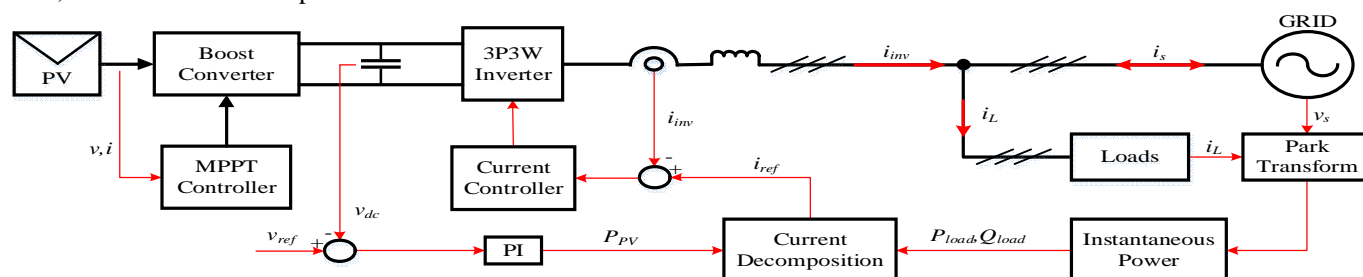 GRID
PV
Boost
Converter
3P3W
Inverter
i_inv
i_s
v_s
v,i
MPPT
Controller
i_inv
Current
Controller
- +
i_ref
i_L
Loads
i_L
Park
Transform
v_dc
v_ref
+ -
PI
P_PV
Current
Decomposition
P_load,Q_load
Instantaneous
Power